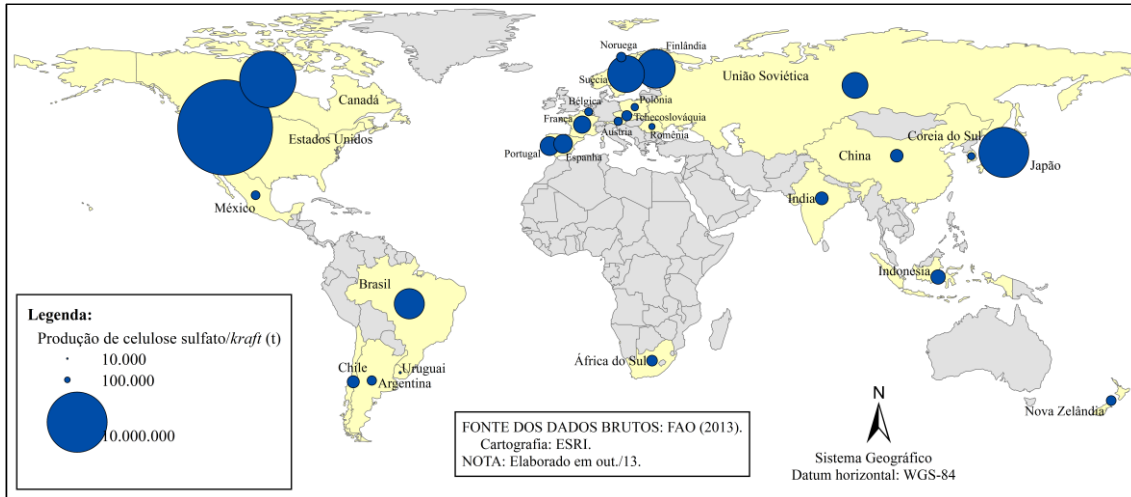 Noruega
Finlândia
Suécia
União Soviética
Canadá
Bélgica
Polônia
França
Tchecoslováquia
Estados Unidos
Áustria
Romênia
Coréia do Sul
China
Japão
Portugal
Espanha
México
Índia
Indonésia
Brasil
Legenda:
Produção de celulose sulfato/kraft (t)
10.000
100.000
10.000.000
Chile
Uruguai
Argentina
África do Sul
Nova Zelândia
N
FONTE DOS DADOS BRUTOS: FAO (2013).
Cartografia: ESRI.
NOTA: Elaborado em out./13.
Sistema Geográfico
Datum horizontal: WGS-84